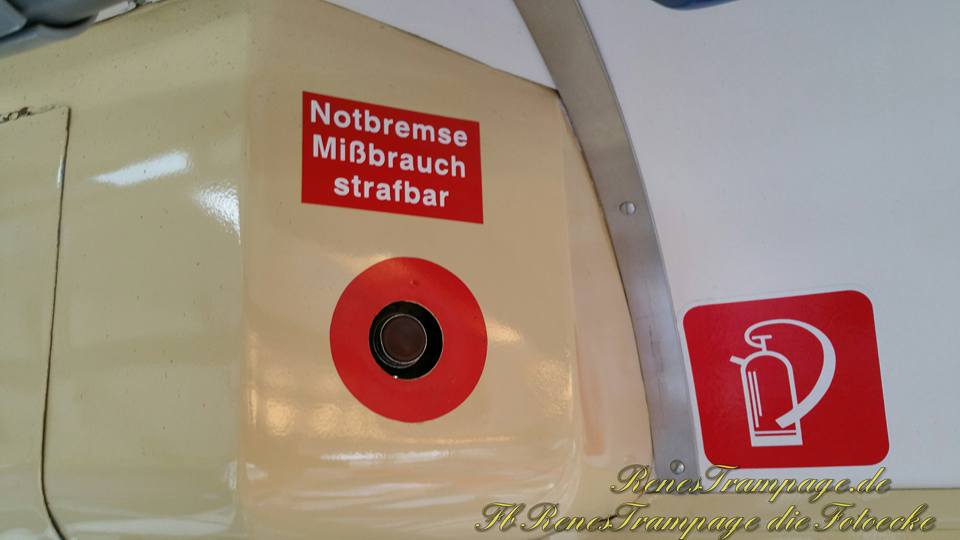 Notbremse
Mißbrauch
strafbar
RenesTrampage.de
Fb RenesTrampage die Fotoecke